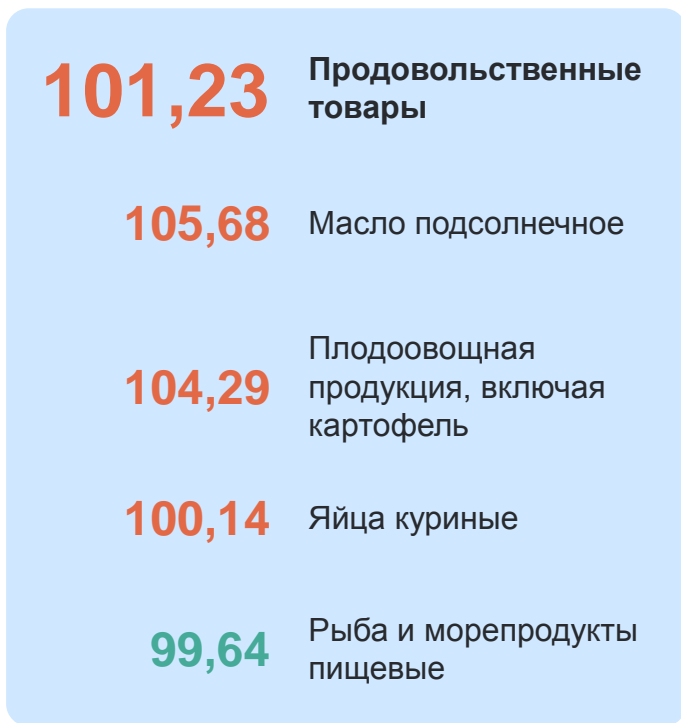 101,23 Продовольственные
товары
105,68 Масло подсолнечное
Плодоовощная
104,29 продукция, включая
картофель
100,14 Яйца куриные
99,64 Рыба и морепродукты
пищевые